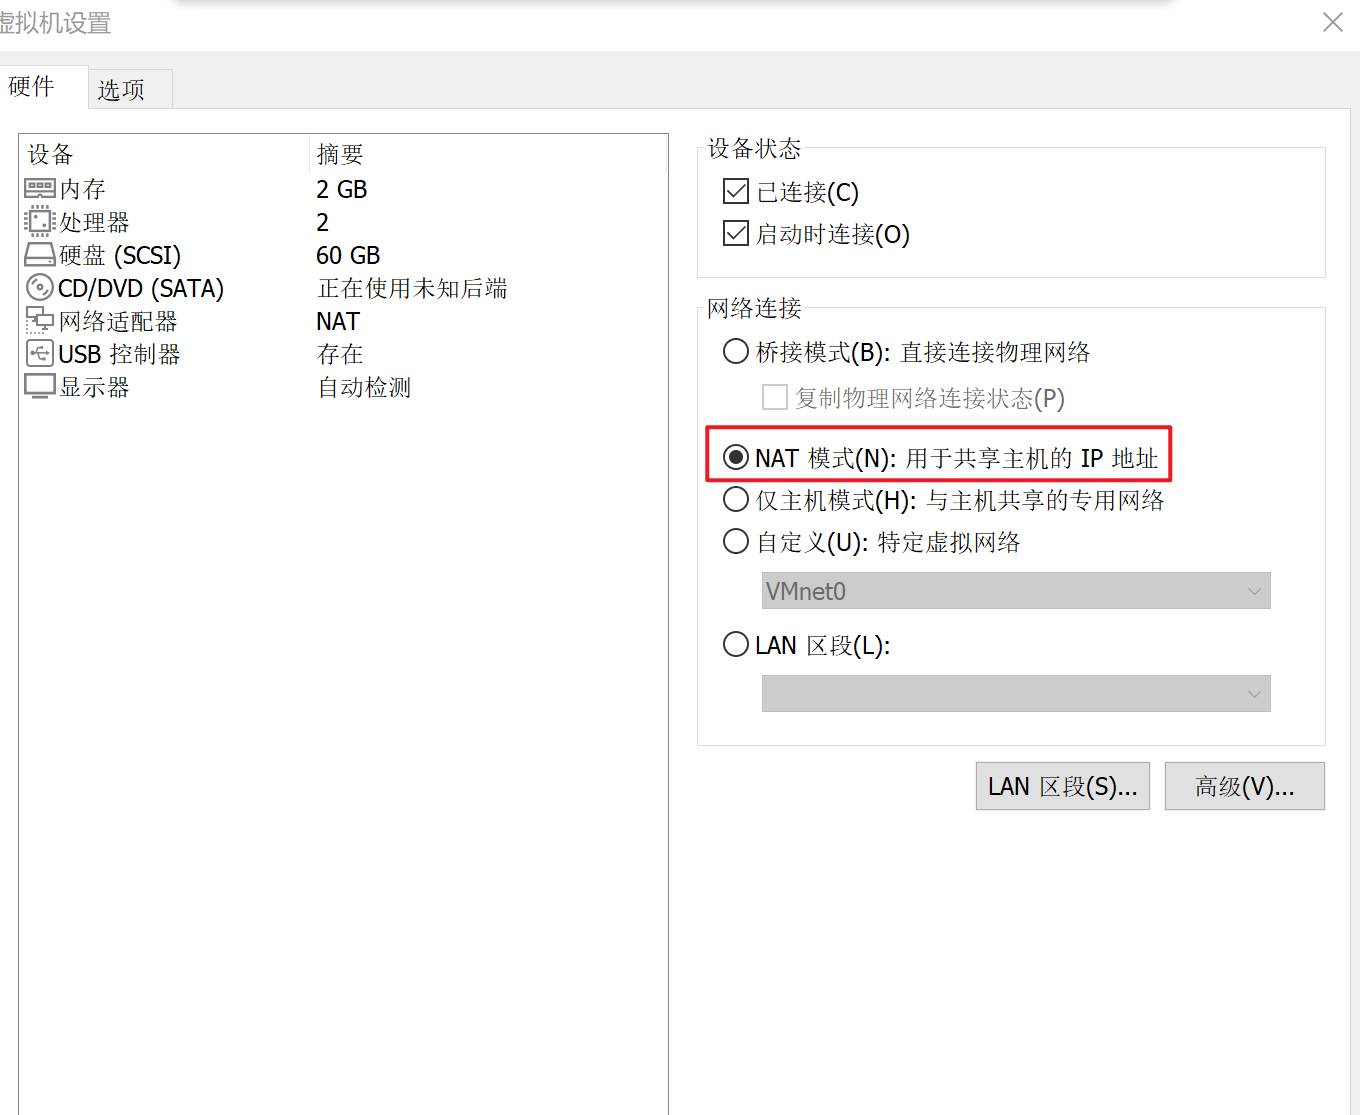 虚拟机设置
硬件
选项
设备 摘要
内存 2 GB
处理器 2
硬盘 (SCSI) 60 GB
CD/DVD (SATA) 正在使用未知后端
网络适配器 NAT
USB 控制器 存在
显示器 自动检测
设备状态
已连接(C)
启动时连接(O)
网络连接
桥接模式(B): 直接连接物理网络
复制物理网络连接状态(P)
NAT 模式(N): 用于共享主机的 IP 地址
仅主机模式(H): 与主机共享的专用网络
自定义(U): 特定虚拟网络
VMnet0
LAN 区段(L):
LAN 区段(S)...
高级(V)...